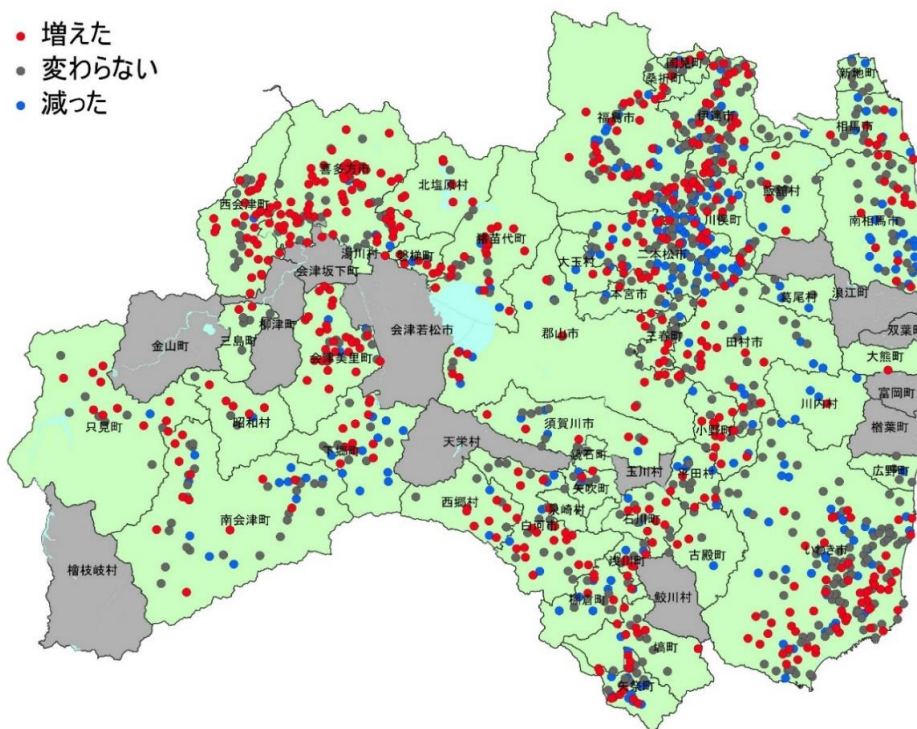 増えた
変わらない
減った
国見町
桑折町
新地町
福島市
伊達市
相馬市
喜多方市
北塩原村
西会津町
飯舘村
川俣町
南相馬市
猪苗代町
湯川村
磐梯町
大玉村
二本松市
会津坂下町
本宮市
葛尾村
浪江町
柳津町
会津若松市
双葉町
金山町
三島町
郡山市
三春町
田村市
大熊町
会津美里町
富岡町
川内村
昭和村
只見町
須賀川市
小野町
楢葉町
天栄村
下郷町
鏡石町
玉川村
平田村
広野町
矢吹町
西郷村
泉崎村
南会津町
白河市
石川町
古殿町
いわき市
浅川町
檜枝岐村
棚倉町
鮫川村
塙町
矢祭町